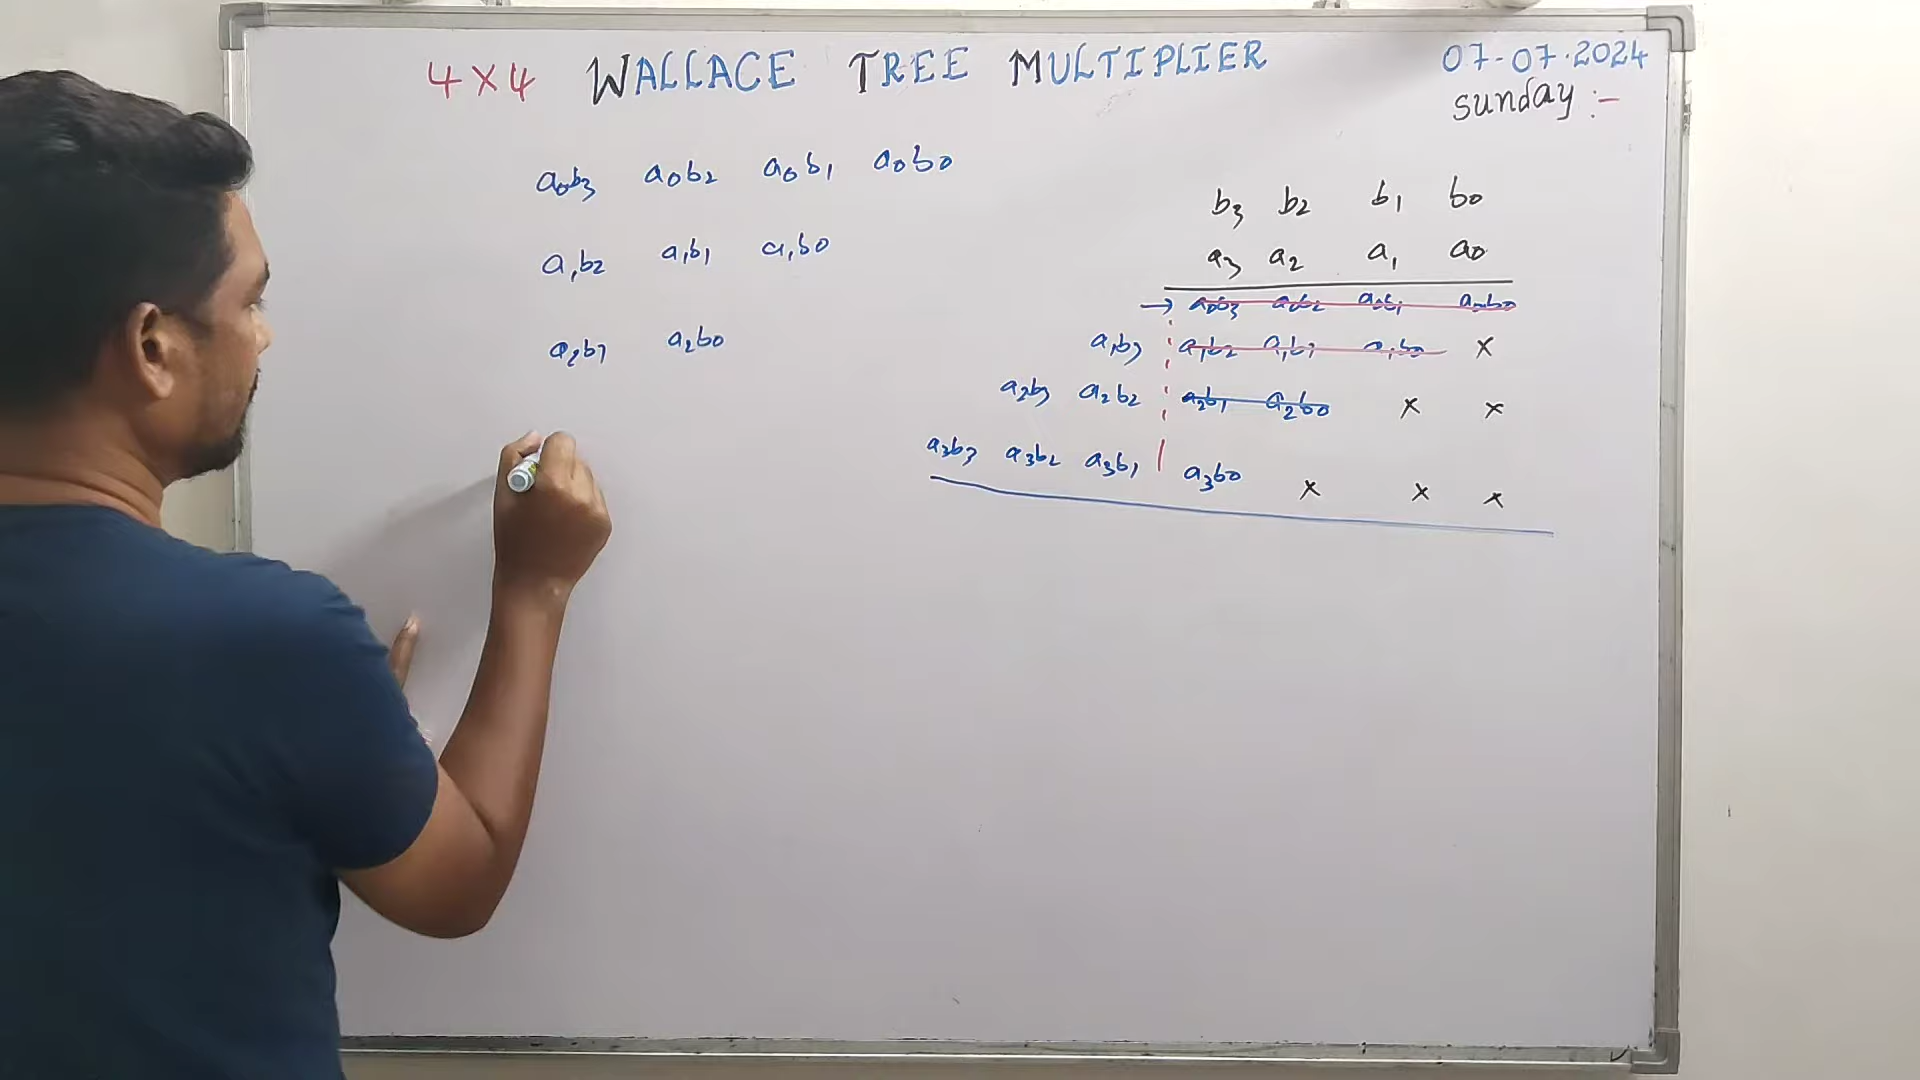 4×4 WALLACE TREE MULTIPLIER
07-07-2024
Sunday :-
a0b3 a0b2 a0b1 a0b0
a1b2 a1b1 a1b0
a2b1 a2b0
b3 b2 b1 b0
a3 a2 a1 a0
→ a0b3 a0b2 a0b1 a0b0
a1b3 a1b2 a1b1 a1b0 ×
a2b3 a2b2 a2b1 a2b0 × ×
a3b3 a3b2 a3b1 a3b0 × × ×